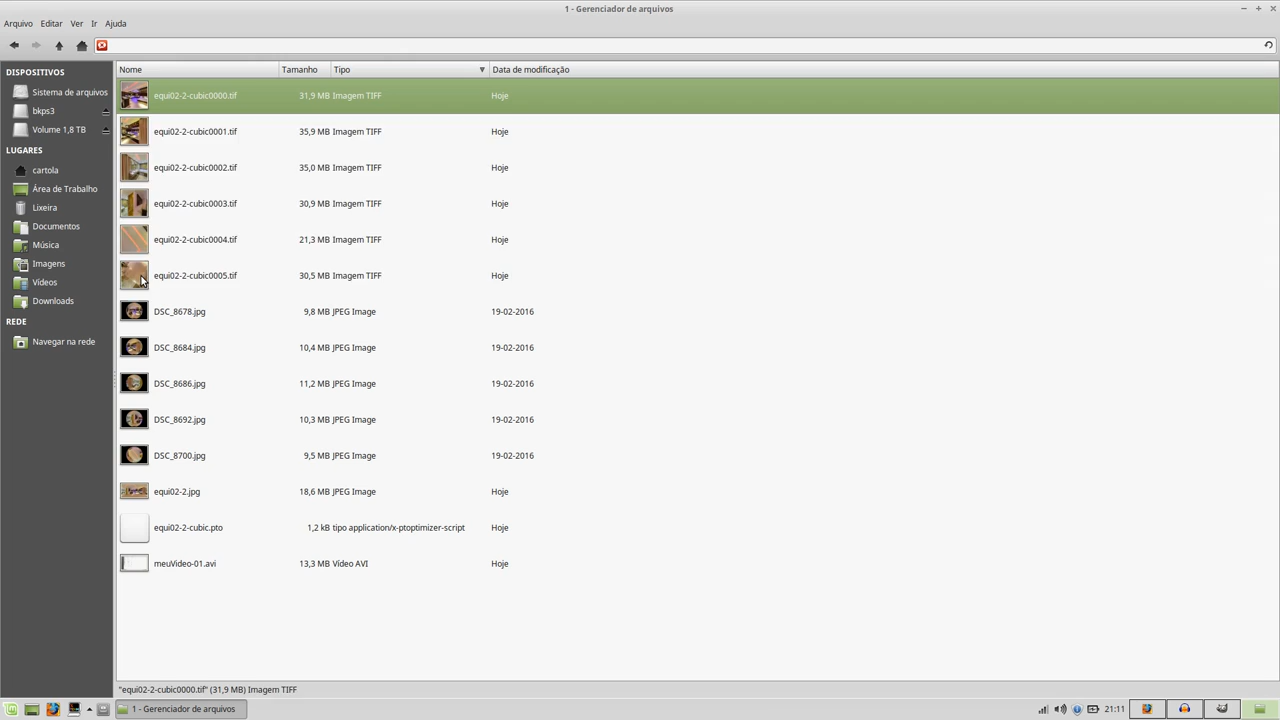 1 - Gerenciador de arquivos
Arquivo Editar Ver Ir Ajuda
DISPOSITIVOS
Sistema de arquivos
bkps3
Volume 1,8 TB
LUGARES
cartola
Área de Trabalho
Lixeira
Documentos
Música
Imagens
Vídeos
Downloads
REDE
Navegar na rede
Nome Tamanho Tipo Data de modificação
equi02-2-cubic0000.tif 31,9 MB Imagem TIFF Hoje
equi02-2-cubic0001.tif 35,9 MB Imagem TIFF Hoje
equi02-2-cubic0002.tif 35,0 MB Imagem TIFF Hoje
equi02-2-cubic0003.tif 30,9 MB Imagem TIFF Hoje
equi02-2-cubic0004.tif 21,3 MB Imagem TIFF Hoje
equi02-2-cubic0005.tif 30,5 MB Imagem TIFF Hoje
DSC_8678.jpg 9,8 MB JPEG Image 19-02-2016
DSC_8684.jpg 10,4 MB JPEG Image 19-02-2016
DSC_8686.jpg 11,2 MB JPEG Image 19-02-2016
DSC_8692.jpg 10,3 MB JPEG Image 19-02-2016
DSC_8700.jpg 9,5 MB JPEG Image 19-02-2016
equi02-2.jpg 18,6 MB JPEG Image Hoje
equi02-2-cubic.pto 1,2 kB tipo application/x-ptoptimizer-script Hoje
meuVideo-01.avi 13,3 MB Vídeo AVI Hoje
"equi02-2-cubic0000.tif" (31,9 MB) Imagem TIFF
1 - Gerenciador de arquivos 21:11